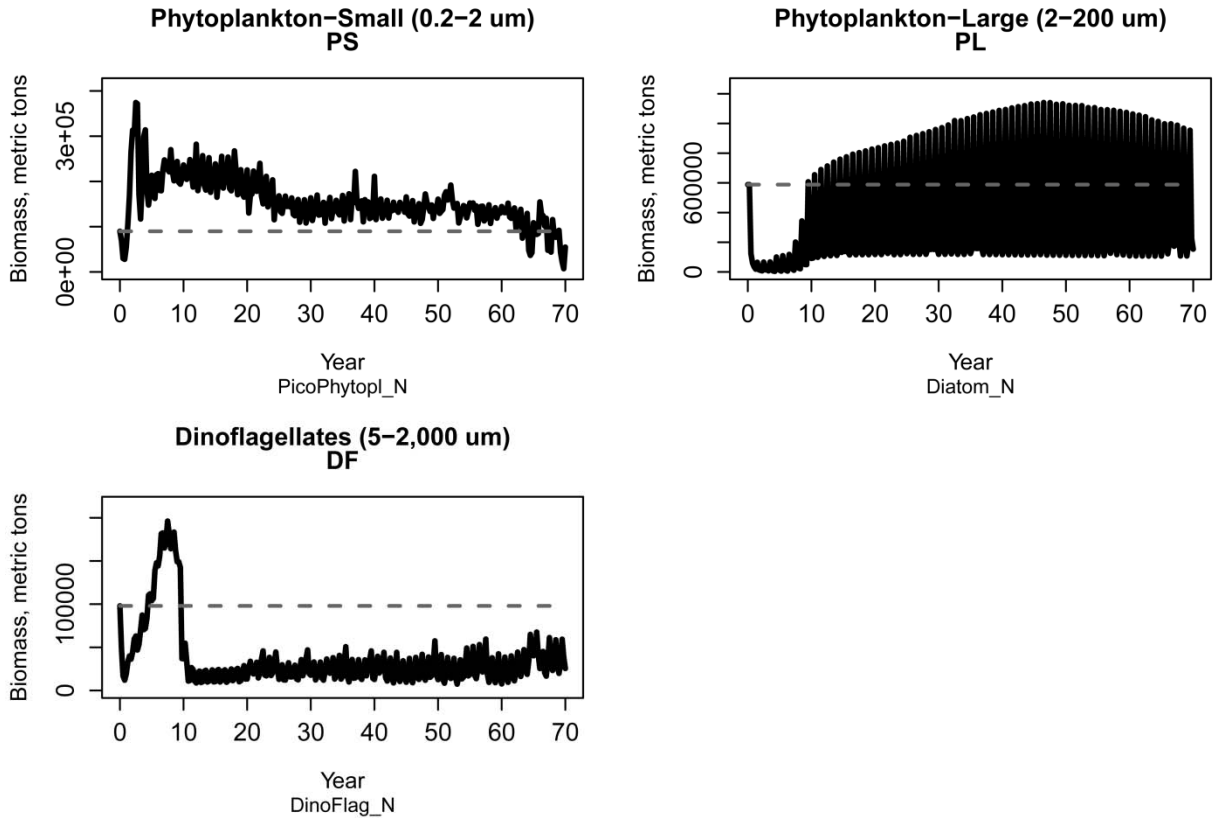 Phytoplankton−Small (0.2−2 um)
PS
Biomass, metric tons
3e+05
0e+00
0 10 20 30 40 50 60 70
Year
PicoPhytopl_N
Phytoplankton−Large (2−200 um)
PL
Biomass, metric tons
600000
0
0 10 20 30 40 50 60 70
Year
Diatom_N
Dinoflagellates (5−2,000 um)
DF
Biomass, metric tons
100000
0
0 10 20 30 40 50 60 70
Year
DinoFlag_N